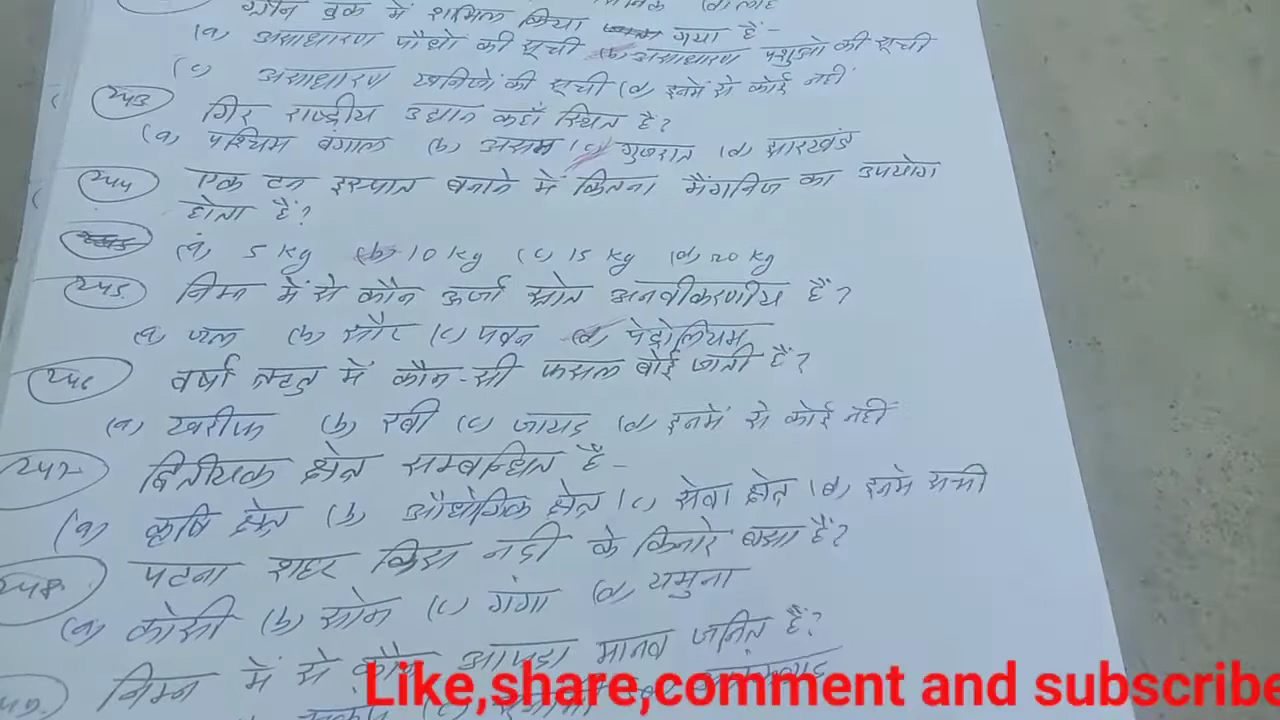 ग्रीन बुक में शामिल किया गया हैं-
(a) असाधारण पौधो की सूची (b) असाधारण पशुओ की सूची
(c) असाधारण खनिजों की सूची (d) इनमें से कोई नहीं
२५३ गिर राष्ट्रीय उद्यान कहाँ स्थित है?
(a) पश्चिम बंगाल (b) असम (c) गुजरात (d) झारखंड
२५५ एक टन इस्पात बनाने में कितना मैंगनिज का उपयोग
होता हैं?
(a) 5 kg (b) 10 kg (c) 15 kg (d) 20 kg
निम्न में से कौन ऊर्जा स्रोत अनवीकरणीय हैं?
(a) जल (b) सौर (c) पवन (d) पेट्रोलियम
वर्षा ऋतु में कौन-सी फसल बोई जाती हैं?
(a) खरीफ (b) रबी (c) जायद (d) इनमें से कोई नहीं
द्वितीयक क्षेत्र सम्बन्धित है-
(a) कृषि क्षेत्र (b) औधोगिक क्षेत्र (c) सेवा क्षेत्र (d) इनमे सभी
पटना शहर किस नदी के किनारे बसा हैं?
(a) कोसी (b) सोन (c) गंगा (d) यमुना
निम्न में से कौन आपदा मानव जनित हैं?
Like,share,comment and subscribe